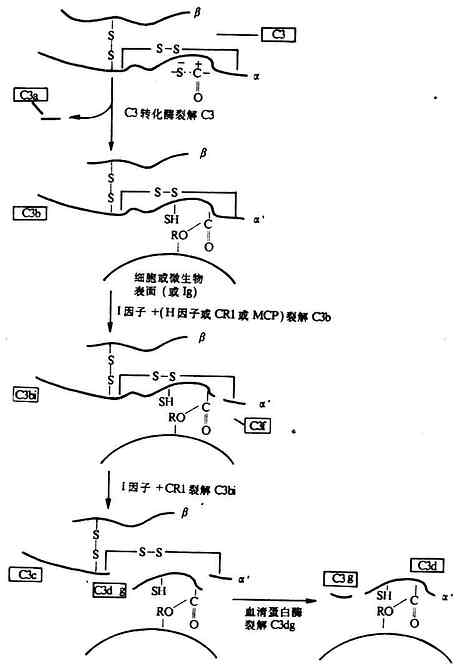 β
C3
S
S
S-S
-S-
+
C
O
α
C3a
C3 转化酶裂解 C3
β
S
S
S-S
C3b
SH
C
RO
O
α'
细胞或微生物
表面 (或 Ig)
I 因子 +(H 因子或 CR1 或 MCP) 裂解 C3b
β
S
S
S-S
C3bi
SH
C
RO
O
α'
C3f
I 因子 +CR1 裂解 C3bi
β
S
S
S-S
C3c
C3d g
SH
C
RO
O
α'
血清蛋白酶
裂解 C3dg
C3g
C3d
SH
C
RO
O
α'